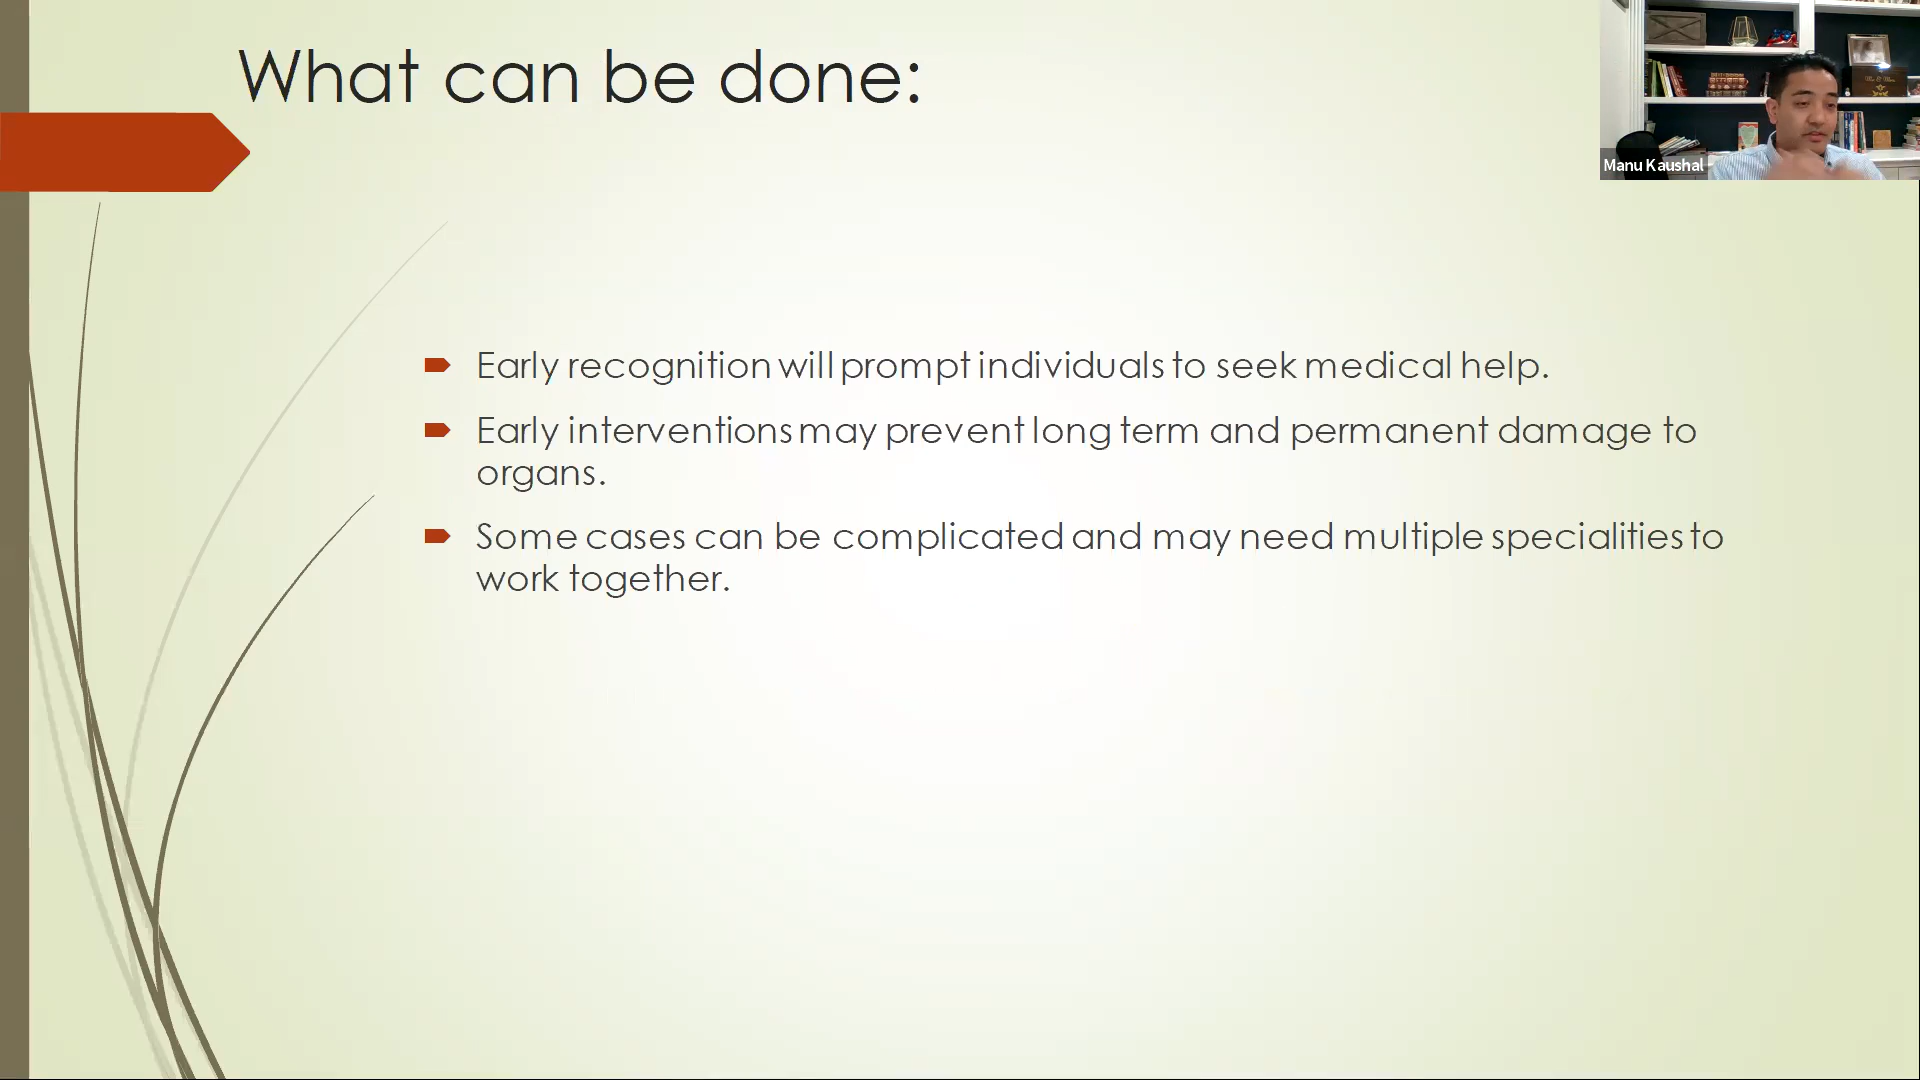 What can be done:
Manu Kaushal
Early recognition will prompt individuals to seek medical help.
Early interventions may prevent long term and permanent damage to
organs.
Some cases can be complicated and may need multiple specialities to
work together.